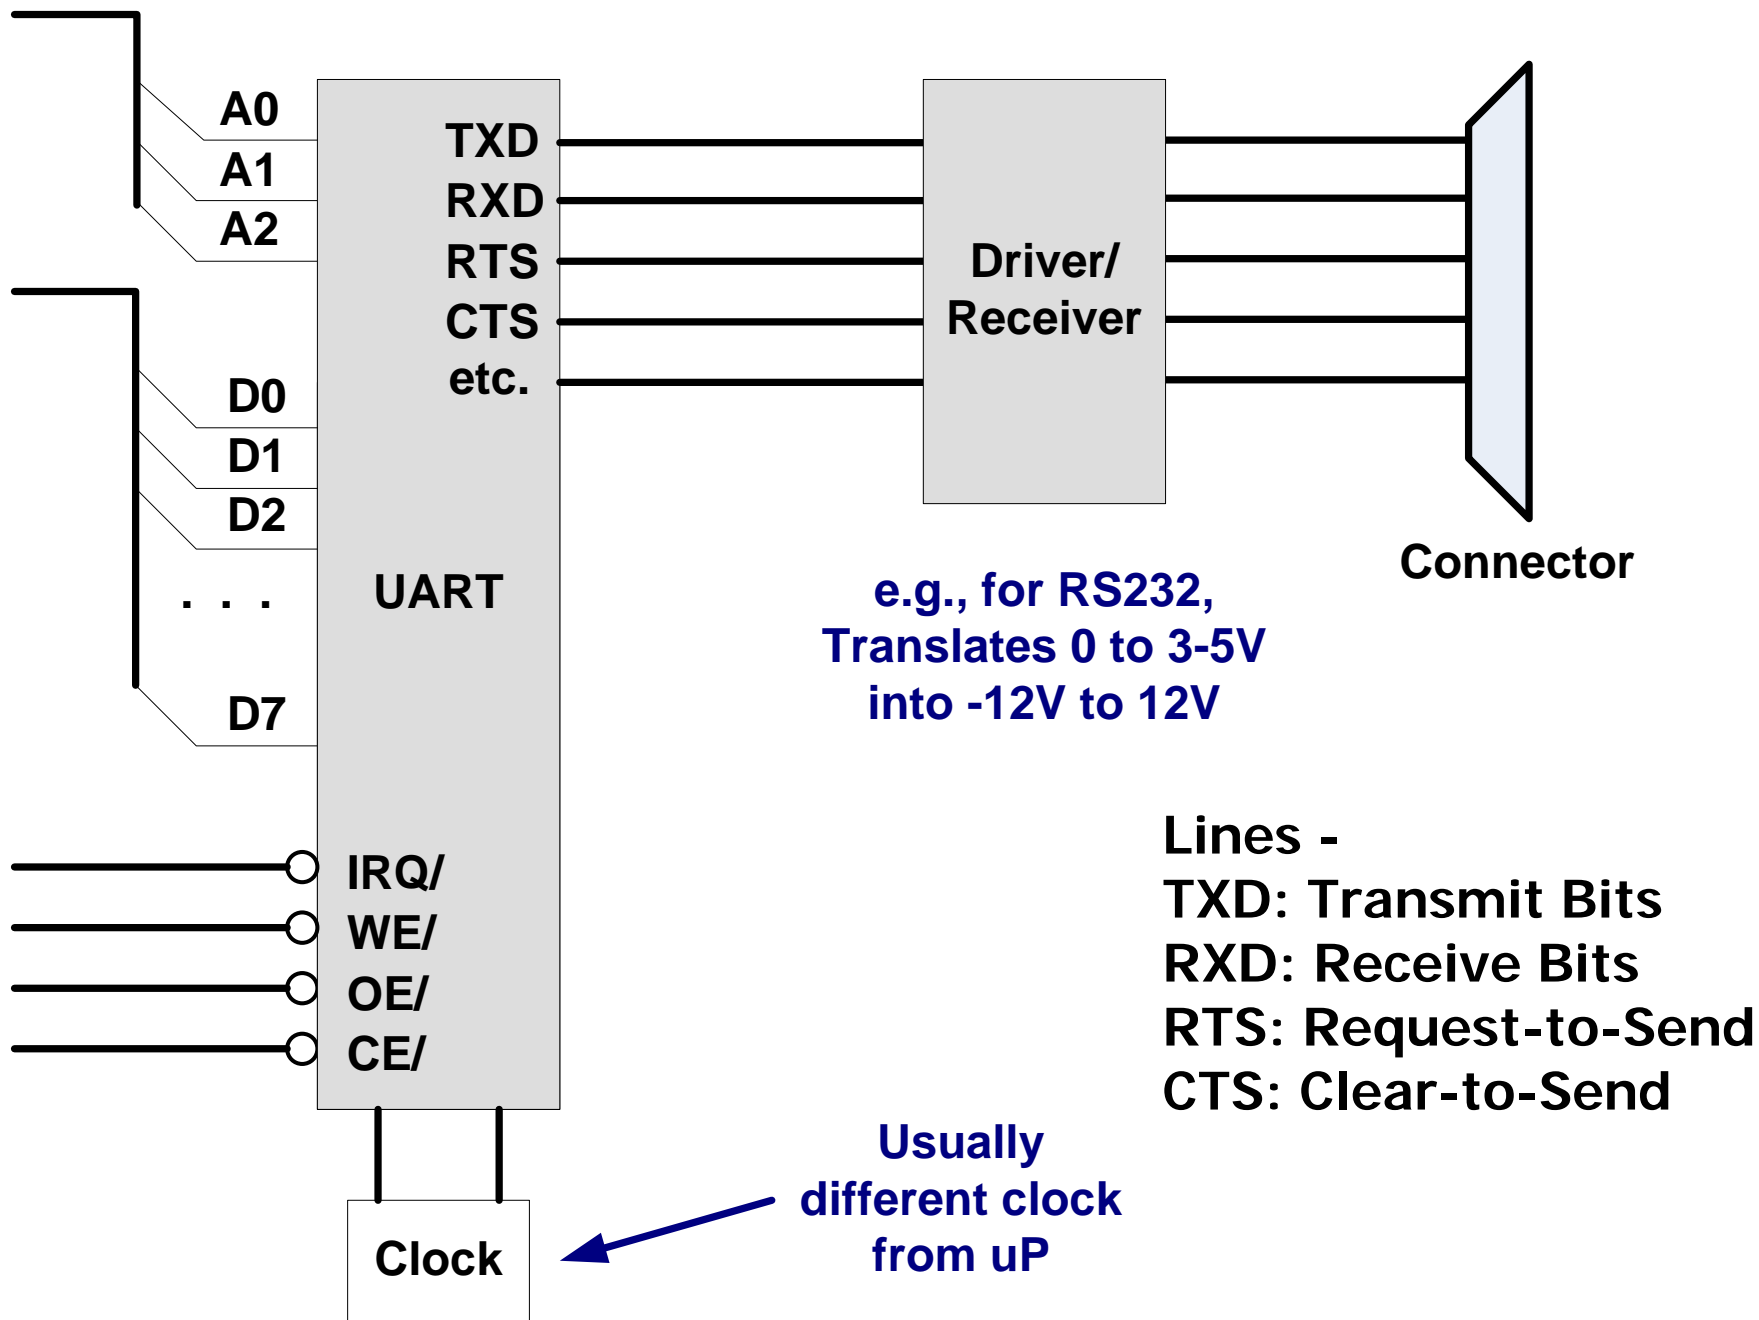 A0
A1
A2
D0
D1
D2
. . .
D7
TXD
RXD
RTS
CTS
etc.
UART
IRQ/
WE/
OE/
CE/
Clock
Driver/
Receiver
Connector
e.g., for RS232,
Translates 0 to 3-5V
into -12V to 12V
Lines -
TXD: Transmit Bits
RXD: Receive Bits
RTS: Request-to-Send
CTS: Clear-to-Send
Usually
different clock
from uP